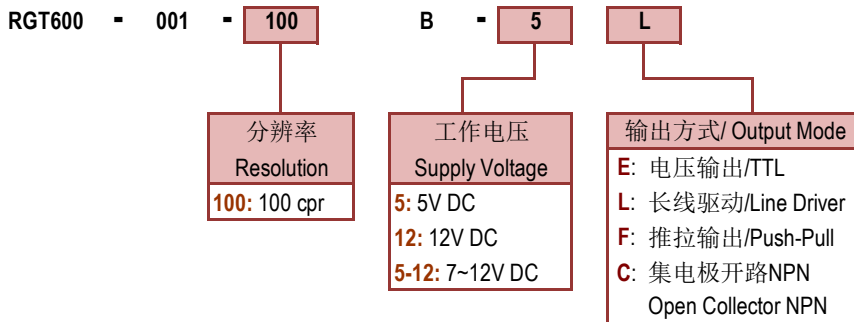 RGT600 - 001 - 100 B - 5 L
分辨率
Resolution
100: 100 cpr
工作电压
Supply Voltage
5: 5V DC
12: 12V DC
5-12: 7~12V DC
输出方式/ Output Mode
E: 电压输出/TTL
L: 长线驱动/Line Driver
F: 推拉输出/Push-Pull
C: 集电极开路NPN
Open Collector NPN